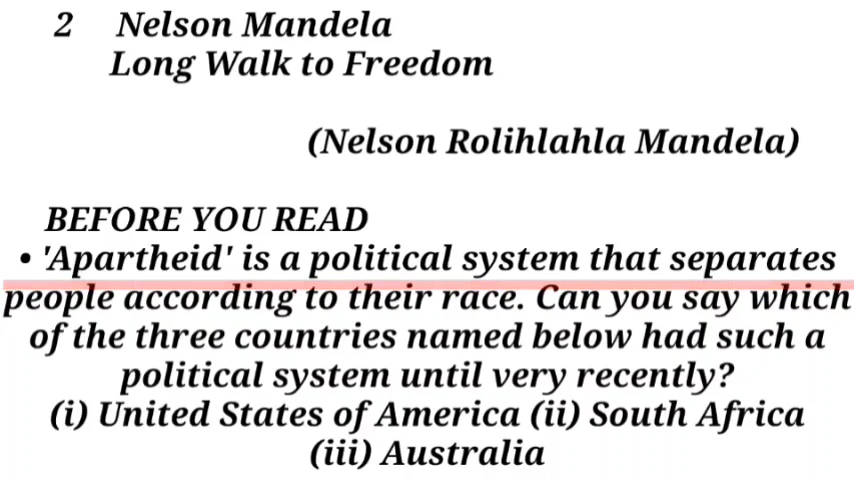 2 Nelson Mandela
Long Walk to Freedom
(Nelson Rolihlahla Mandela)
BEFORE YOU READ
• 'Apartheid' is a political system that separates
people according to their race. Can you say which
of the three countries named below had such a
political system until very recently?
(i) United States of America (ii) South Africa
(iii) Australia